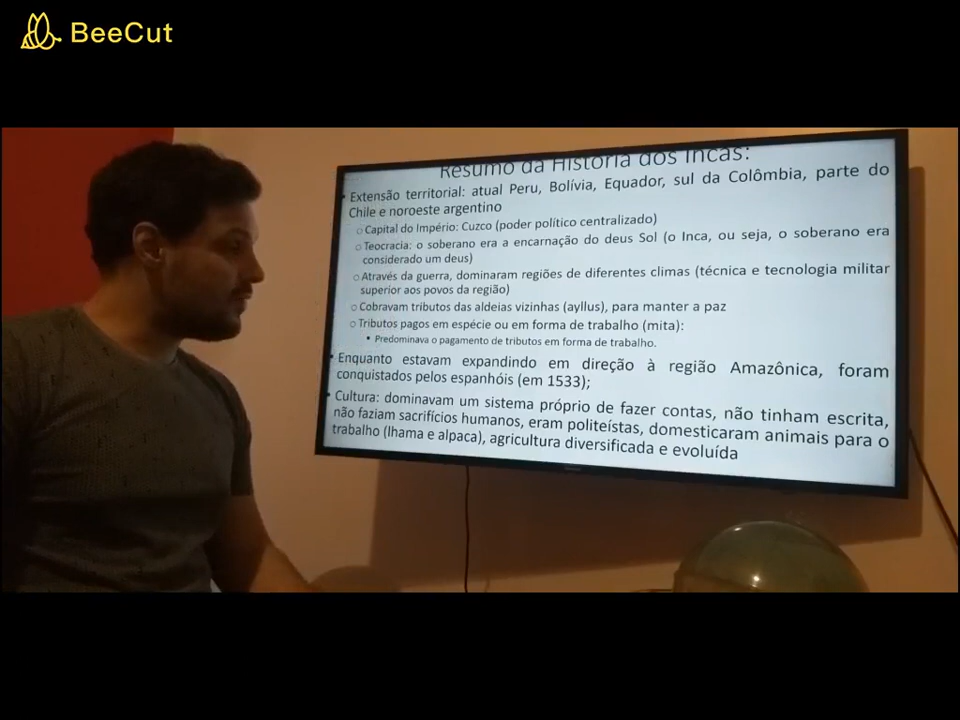 BeeCut
Resumo da História dos Incas:
• Extensão territorial: atual Peru, Bolívia, Equador, sul da Colômbia, parte do
Chile e noroeste argentino
○ Capital do Império: Cuzco (poder político centralizado)
○ Teocracia: o soberano era a encarnação do deus Sol (o Inca, ou seja, o soberano era
considerado um deus)
○ Através da guerra, dominaram regiões de diferentes climas (técnica e tecnologia militar
superior aos povos da região)
○ Cobravam tributos das aldeias vizinhas (ayllus), para manter a paz
○ Tributos pagos em espécie ou em forma de trabalho (mita):
• Predominava o pagamento de tributos em forma de trabalho.
• Enquanto estavam expandindo em direção à região Amazônica, foram
conquistados pelos espanhóis (em 1533);
• Cultura: dominavam um sistema próprio de fazer contas, não tinham escrita,
não faziam sacrifícios humanos, eram politeístas, domesticaram animais para o
trabalho (lhama e alpaca), agricultura diversificada e evoluída